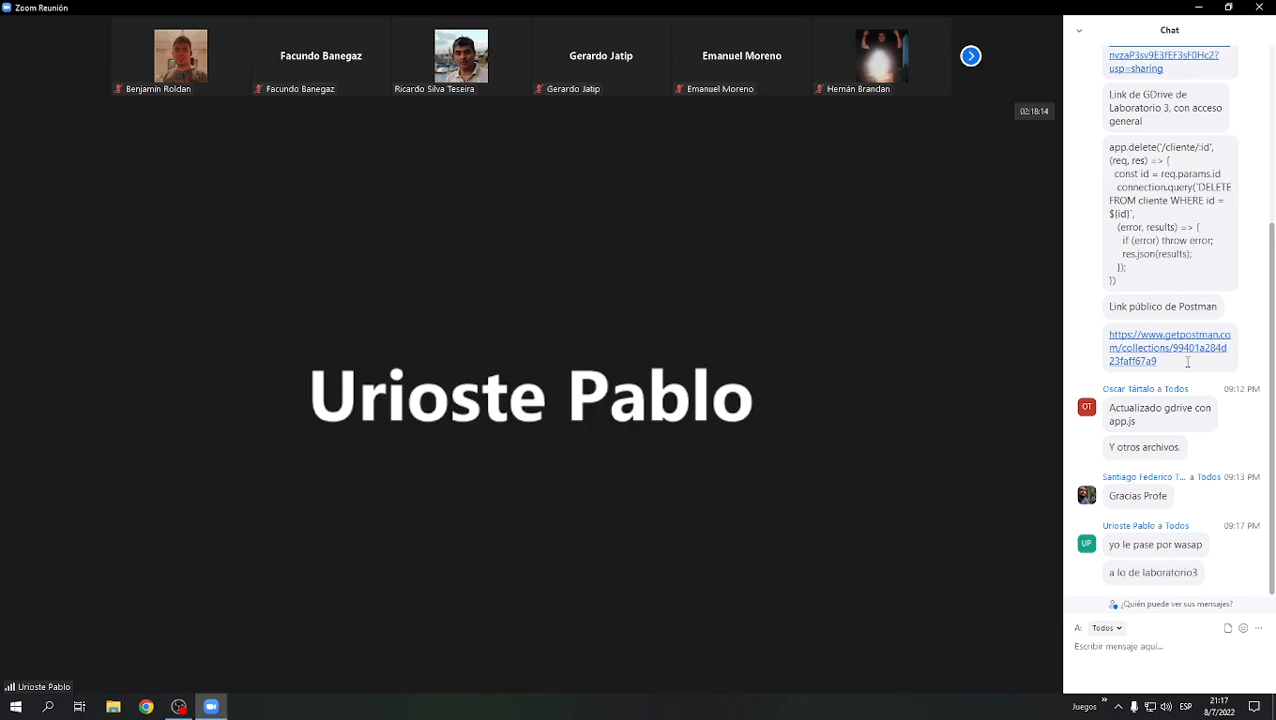 Zoom Reunión
Facundo Banegaz
Gerardo Jatip
Emanuel Moreno
Benjamín Roldan
Facundo Banegaz
Ricardo Silva Teseira
Gerardo Jatip
Emanuel Moreno
Hernán Brandan
02:18:14
Urioste Pablo
Urioste Pablo
Chat
nvzaP3sv9E3fEF3sF0Hc2?
usp=sharing
Link de GDrive de
Laboratorio 3, con acceso
general
app.delete('/cliente/:id',
(req, res) => {
const id = req.params.id
connection.query(`DELETE
FROM cliente WHERE id =
${id}`,
(error, results) => {
if (error) throw error;
res.json(results);
});
})
Link público de Postman
https://www.getpostman.co
m/collections/99401a284d
23faff67a9
Oscar Tártalo a Todos 09:12 PM
OT
Actualizado gdrive con
app.js
Y otros archivos.
Santiago Federico T... a Todos 09:13 PM
Gracias Profe
Urioste Pablo a Todos 09:17 PM
UP
yo le pase por wasap
a lo de laboratorio3
¿Quién puede ver sus mensajes?
A: Todos
Escribir mensaje aquí...
Juegos
ESP
21:17
8/7/2022